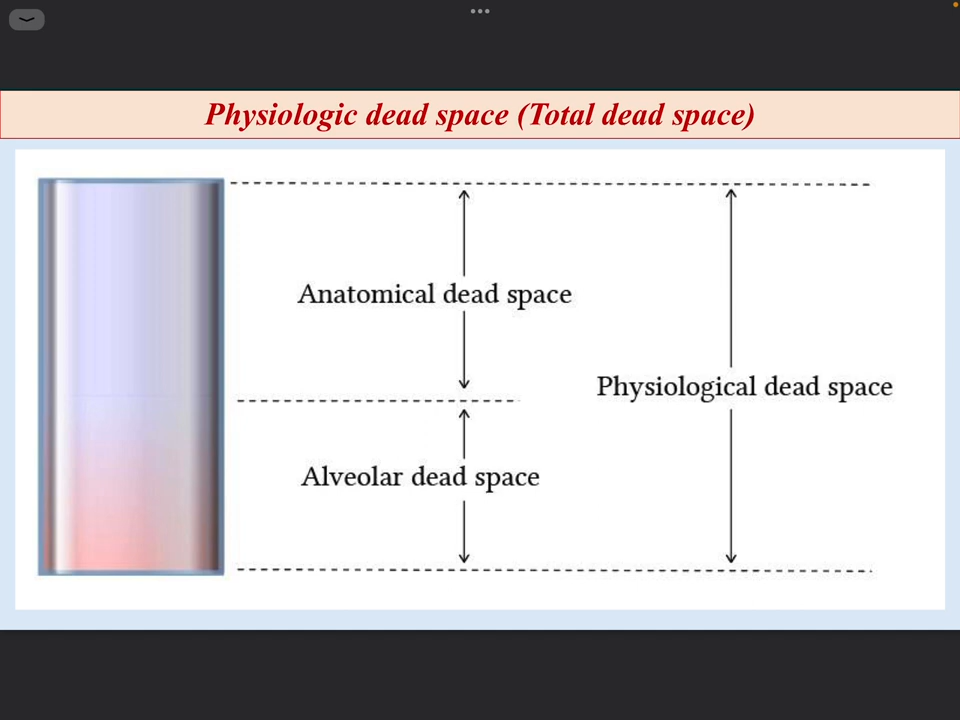 Physiologic dead space (Total dead space)
Anatomical dead space
Physiological dead space
Alveolar dead space